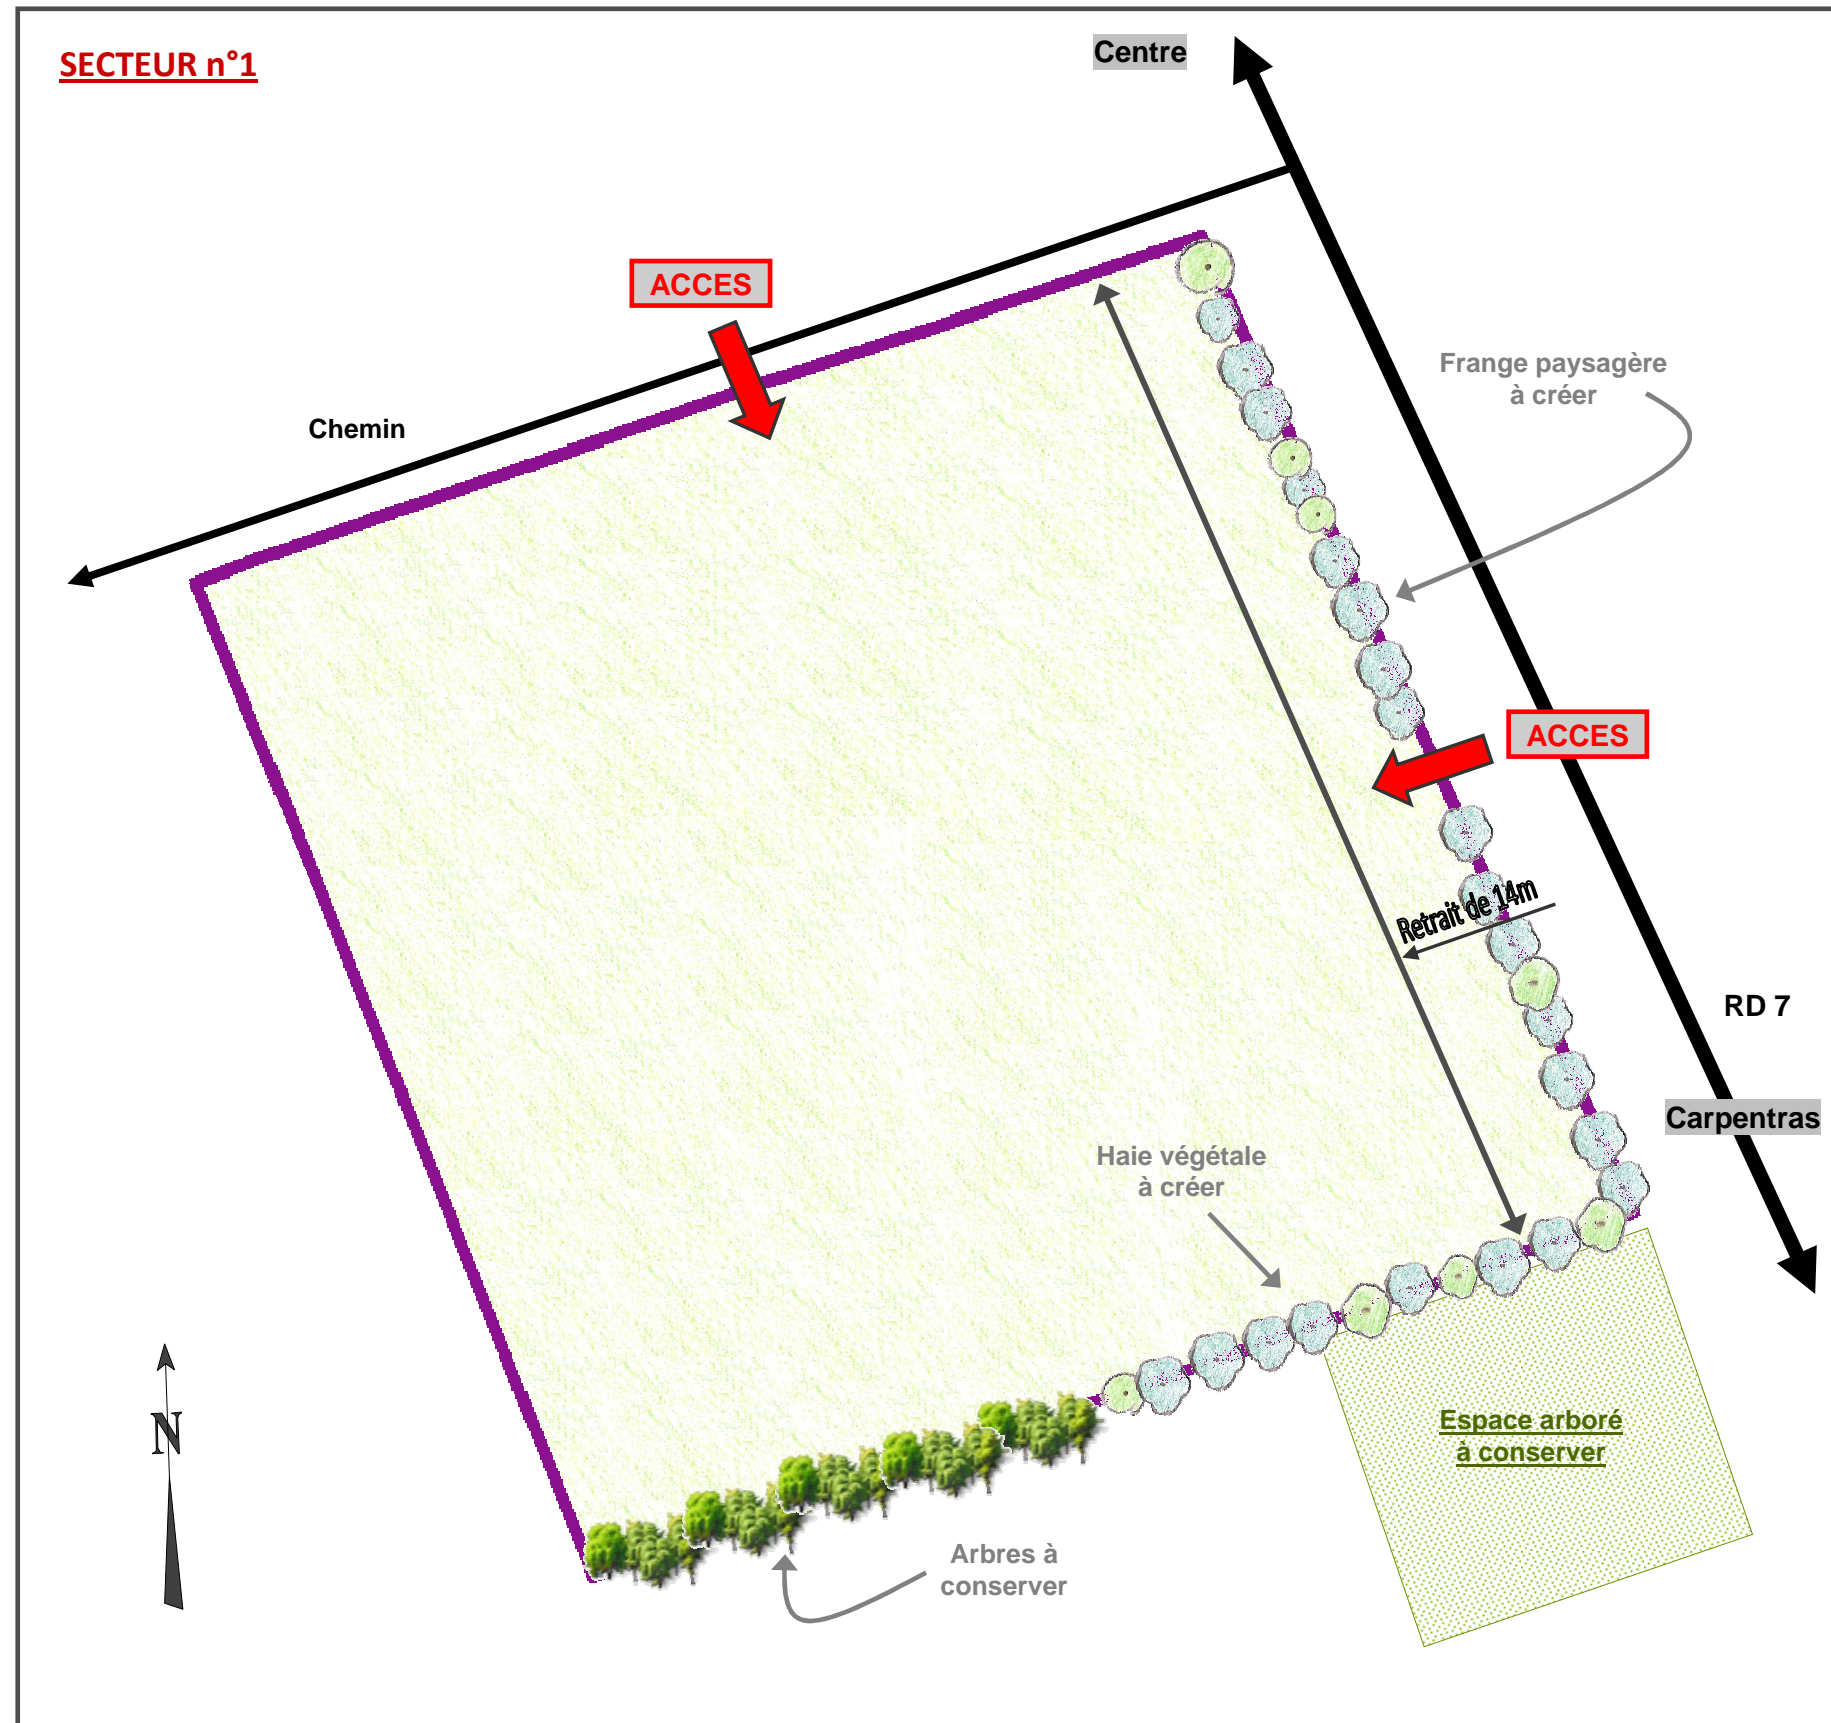 SECTEUR n°1
Centre
ACCES
Frange paysagère
à créer
Chemin
ACCES
Retrait de 14m
RD 7
Carpentras
Haie végétale
à créer
N
Espace arboré
à conserver
Arbres à
conserver